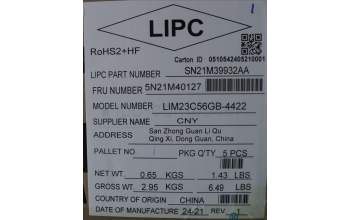 1
LIPC
RoHS2+HF
Carton ID 0510542405210001
LIPC PART NUMBER SN21M39932AA
FRU NUMBER 5N21M40127
MODEL NUMBER LIM23C56GB-4422
SUPPLIER NAME CNY
ADDRESS San Zhong Guan Li Qu
Qing Xi, Dong Guan, China
PALLET NO PKG Q'TY 5 PCS
NET WT. 0.65 KGS 1.43 LBS
GROSS WT 2.95 KGS 6.49 LBS
COUNTRY OF ORIGIN CHINA
DATE OF MANUFACTURE 24-21 REV.